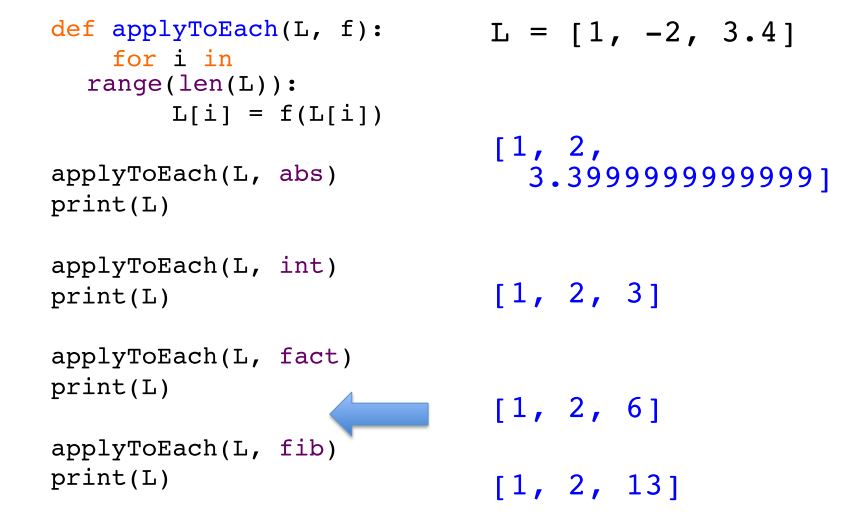 def applyToEach(L, f):
for i in
range(len(L)):
L[i] = f(L[i])
applyToEach(L, abs)
print(L)
applyToEach(L, int)
print(L)
applyToEach(L, fact)
print(L)
applyToEach(L, fib)
print(L)
L = [1, -2, 3.4]
[1, 2,
3.3999999999999]
[1, 2, 3]
[1, 2, 6]
[1, 2, 13]